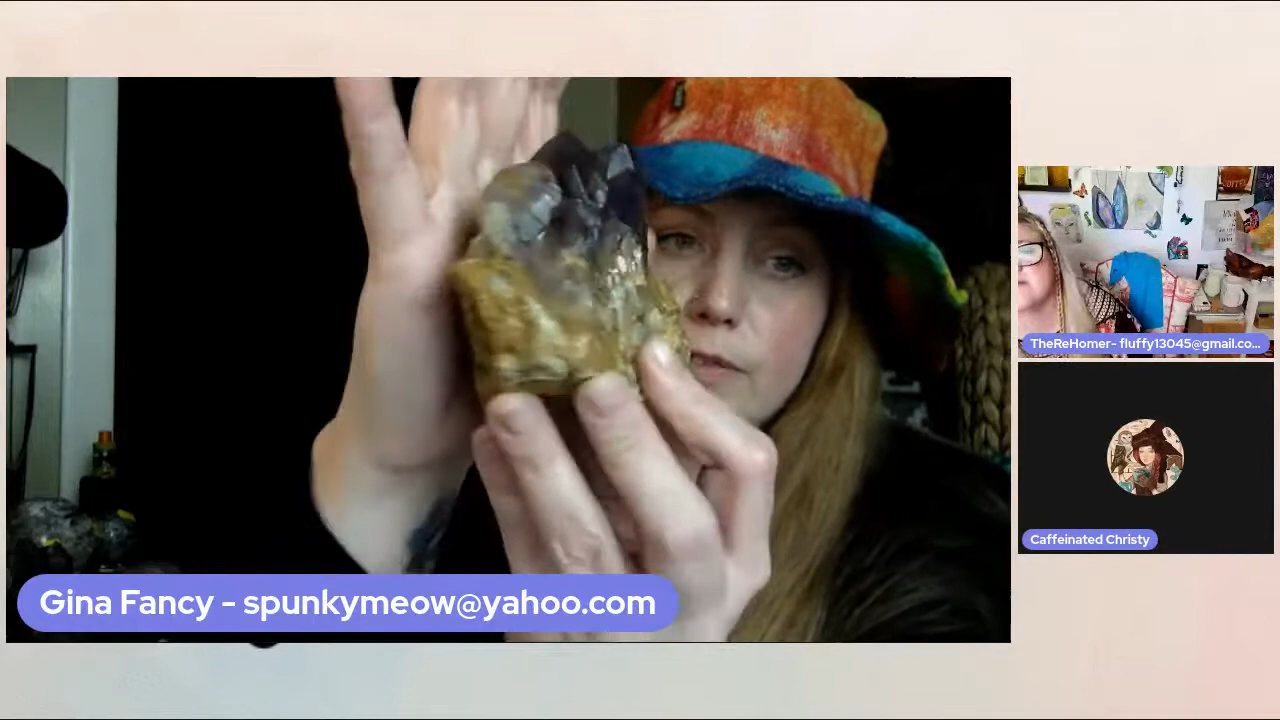 Gina Fancy - spunkymeow@yahoo.com
TheReHomer- fluffy13045@gmail.co...
Caffeinated Christy